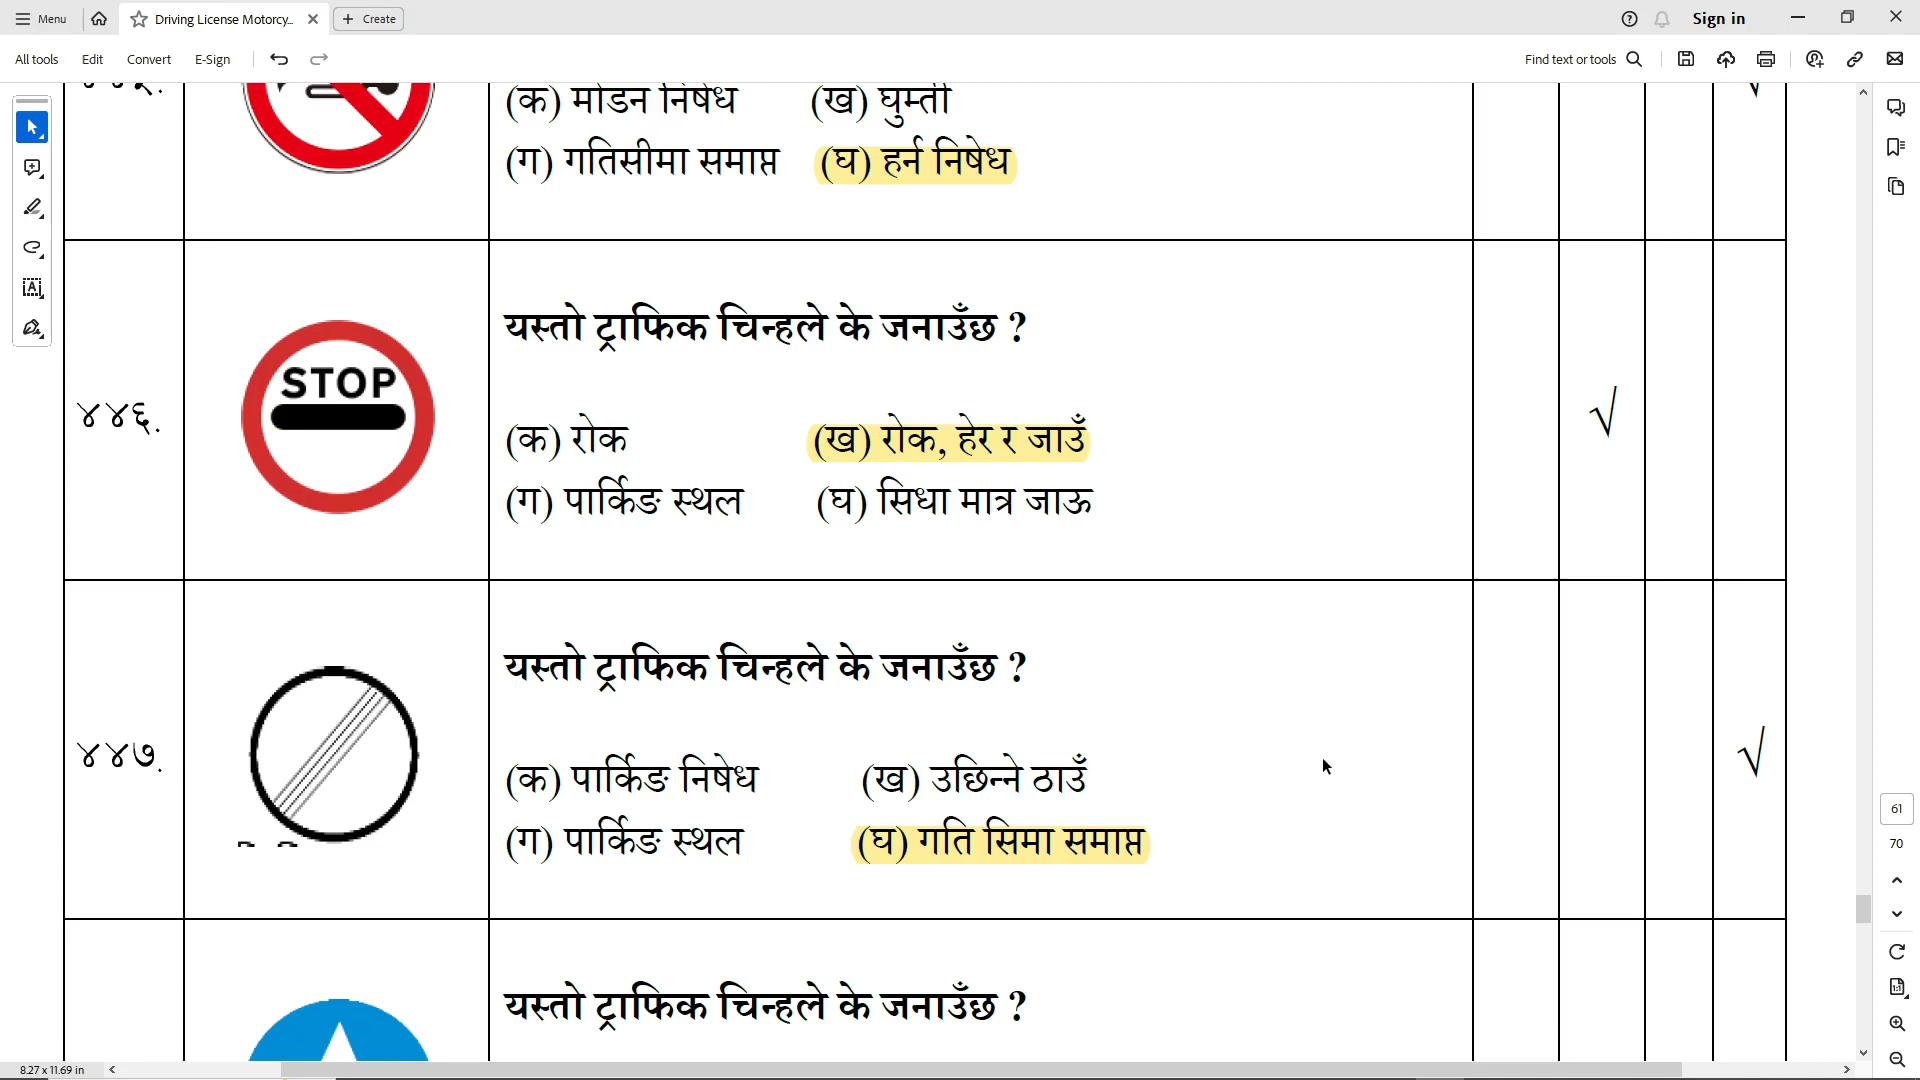 Menu
Driving License Motorcy...
Create
Sign in
All tools
Edit
Convert
E-Sign
Find text or tools
(क) मोडन निषेध (ख) घुम्ती
(ग) गतिसीमा समाप्त (घ) हर्न निषेध
४४६.
STOP
यस्तो ट्राफिक चिन्हले के जनाउँछ ?
(क) रोक (ख) रोक, हेर र जाउँ
(ग) पार्किङ स्थल (घ) सिधा मात्र जाऊ
√
४४७.
यस्तो ट्राफिक चिन्हले के जनाउँछ ?
(क) पार्किङ निषेध (ख) उछिन्ने ठाउँ
(ग) पार्किङ स्थल (घ) गति सिमा समाप्त
√
यस्तो ट्राफिक चिन्हले के जनाउँछ ?
61
70
8.27 x 11.69 in